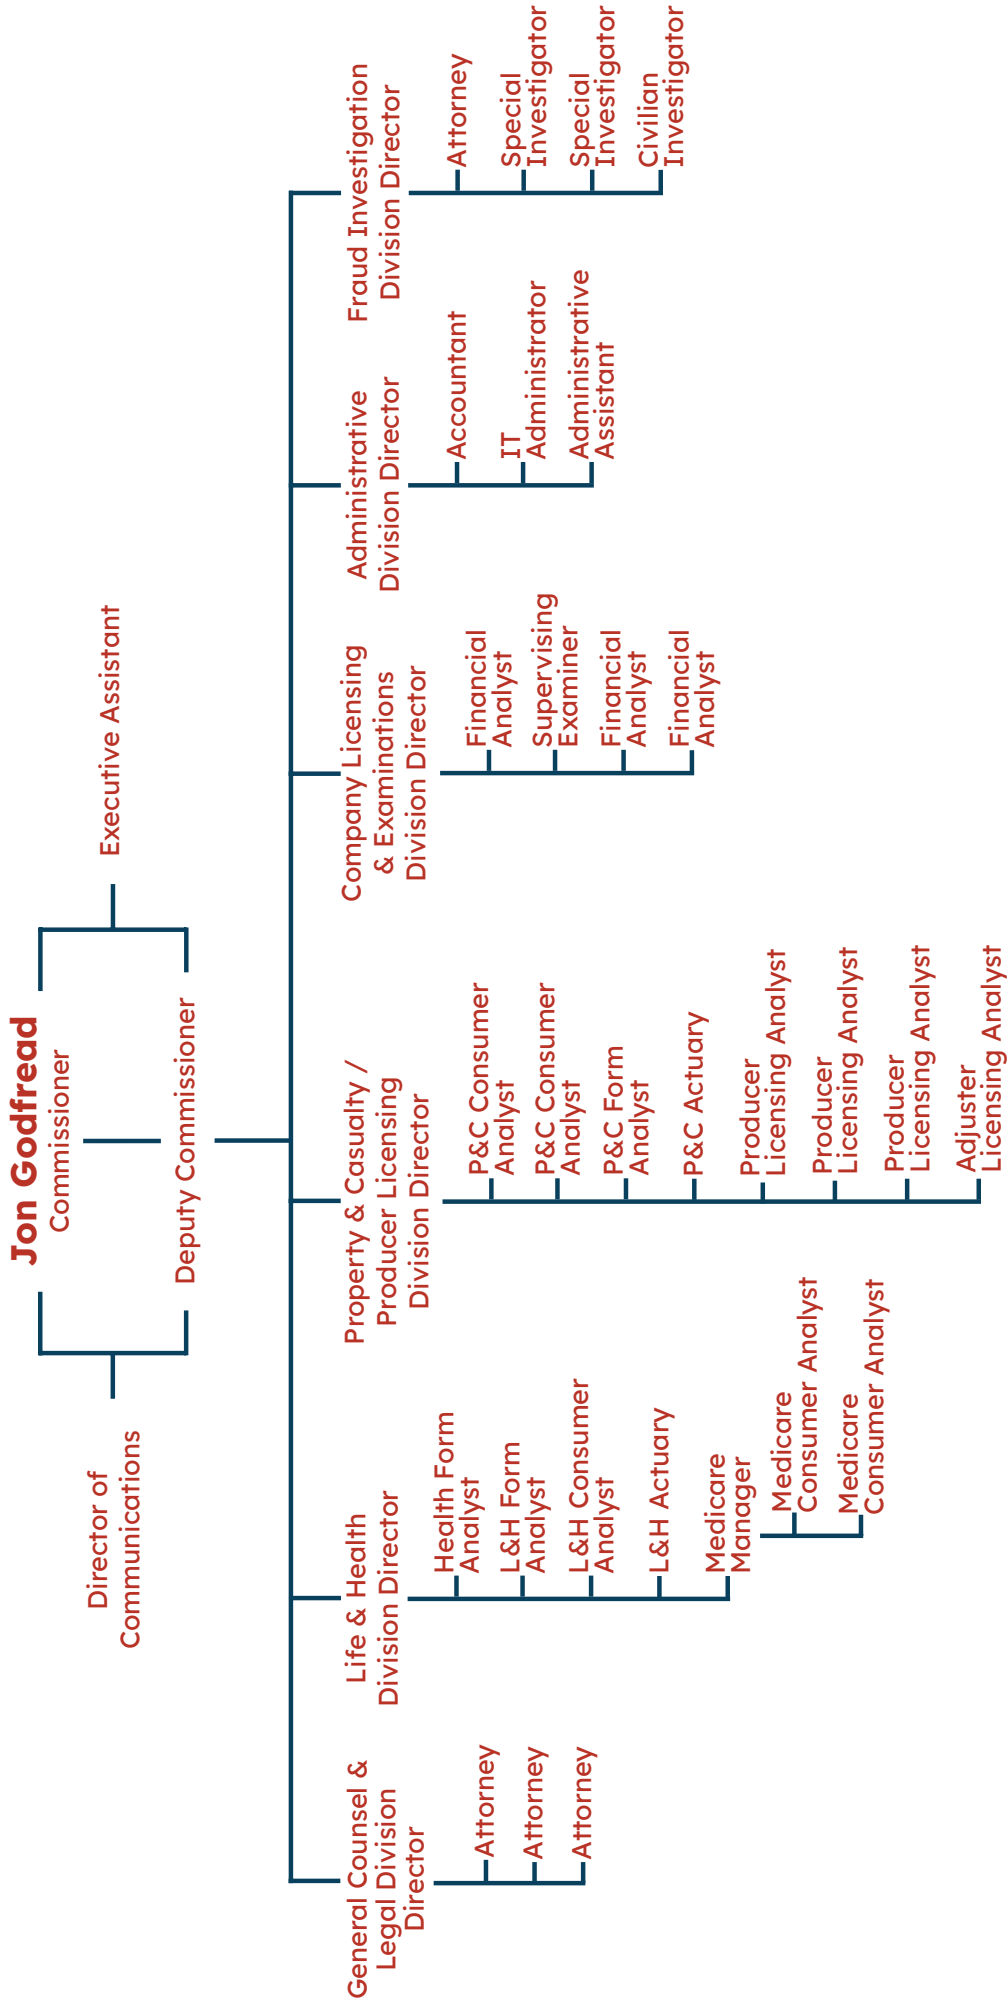 Jon Godfread
Commissioner
Director of
Communications
Executive Assistant
Deputy Commissioner
General Counsel &
Legal Division
Director
Attorney
Attorney
Attorney
Life & Health
Division Director
Health Form
Analyst
L&H Form
Analyst
L&H Consumer
Analyst
L&H Actuary
Medicare
Manager
Medicare
Consumer Analyst
Medicare
Consumer Analyst
Property & Casualty /
Producer Licensing
Division Director
P&C Consumer
Analyst
P&C Consumer
Analyst
P&C Form
Analyst
P&C Actuary
Producer
Licensing Analyst
Producer
Licensing Analyst
Producer
Licensing Analyst
Adjuster
Licensing Analyst
Company Licensing
& Examinations
Division Director
Financial
Analyst
Supervising
Examiner
Financial
Analyst
Financial
Analyst
Administrative
Division Director
Accountant
IT
Administrator
Administrative
Assistant
Fraud Investigation
Division Director
Attorney
Special
Investigator
Special
Investigator
Civilian
Investigator